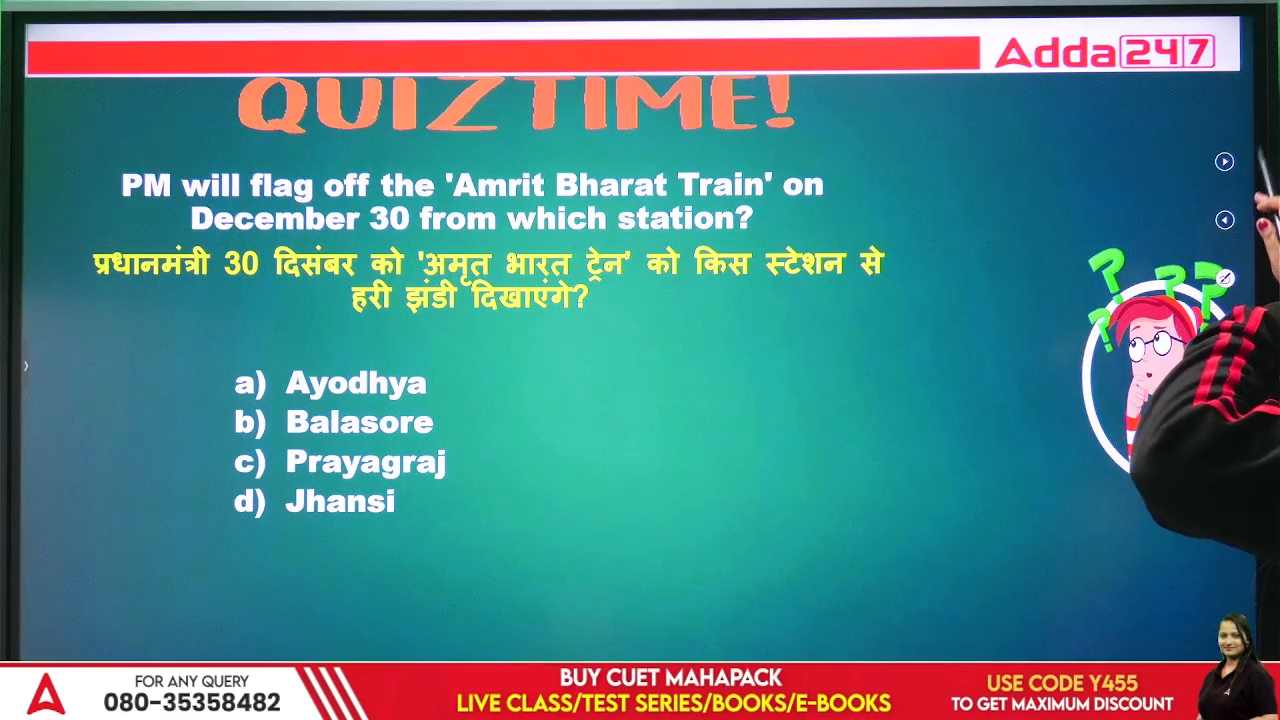 Adda247
QUIZTIME!
PM will flag off the 'Amrit Bharat Train' on
December 30 from which station?
प्रधानमंत्री 30 दिसंबर को 'अमृत भारत ट्रेन' को किस स्टेशन से
हरी झंडी दिखाएंगे?
a) Ayodhya
b) Balasore
c) Prayagraj
d) Jhansi
FOR ANY QUERY
080-35358482
BUY CUET MAHAPACK
LIVE CLASS/TEST SERIES/BOOKS/E-BOOKS
USE CODE Y455
TO GET MAXIMUM DISCOUNT